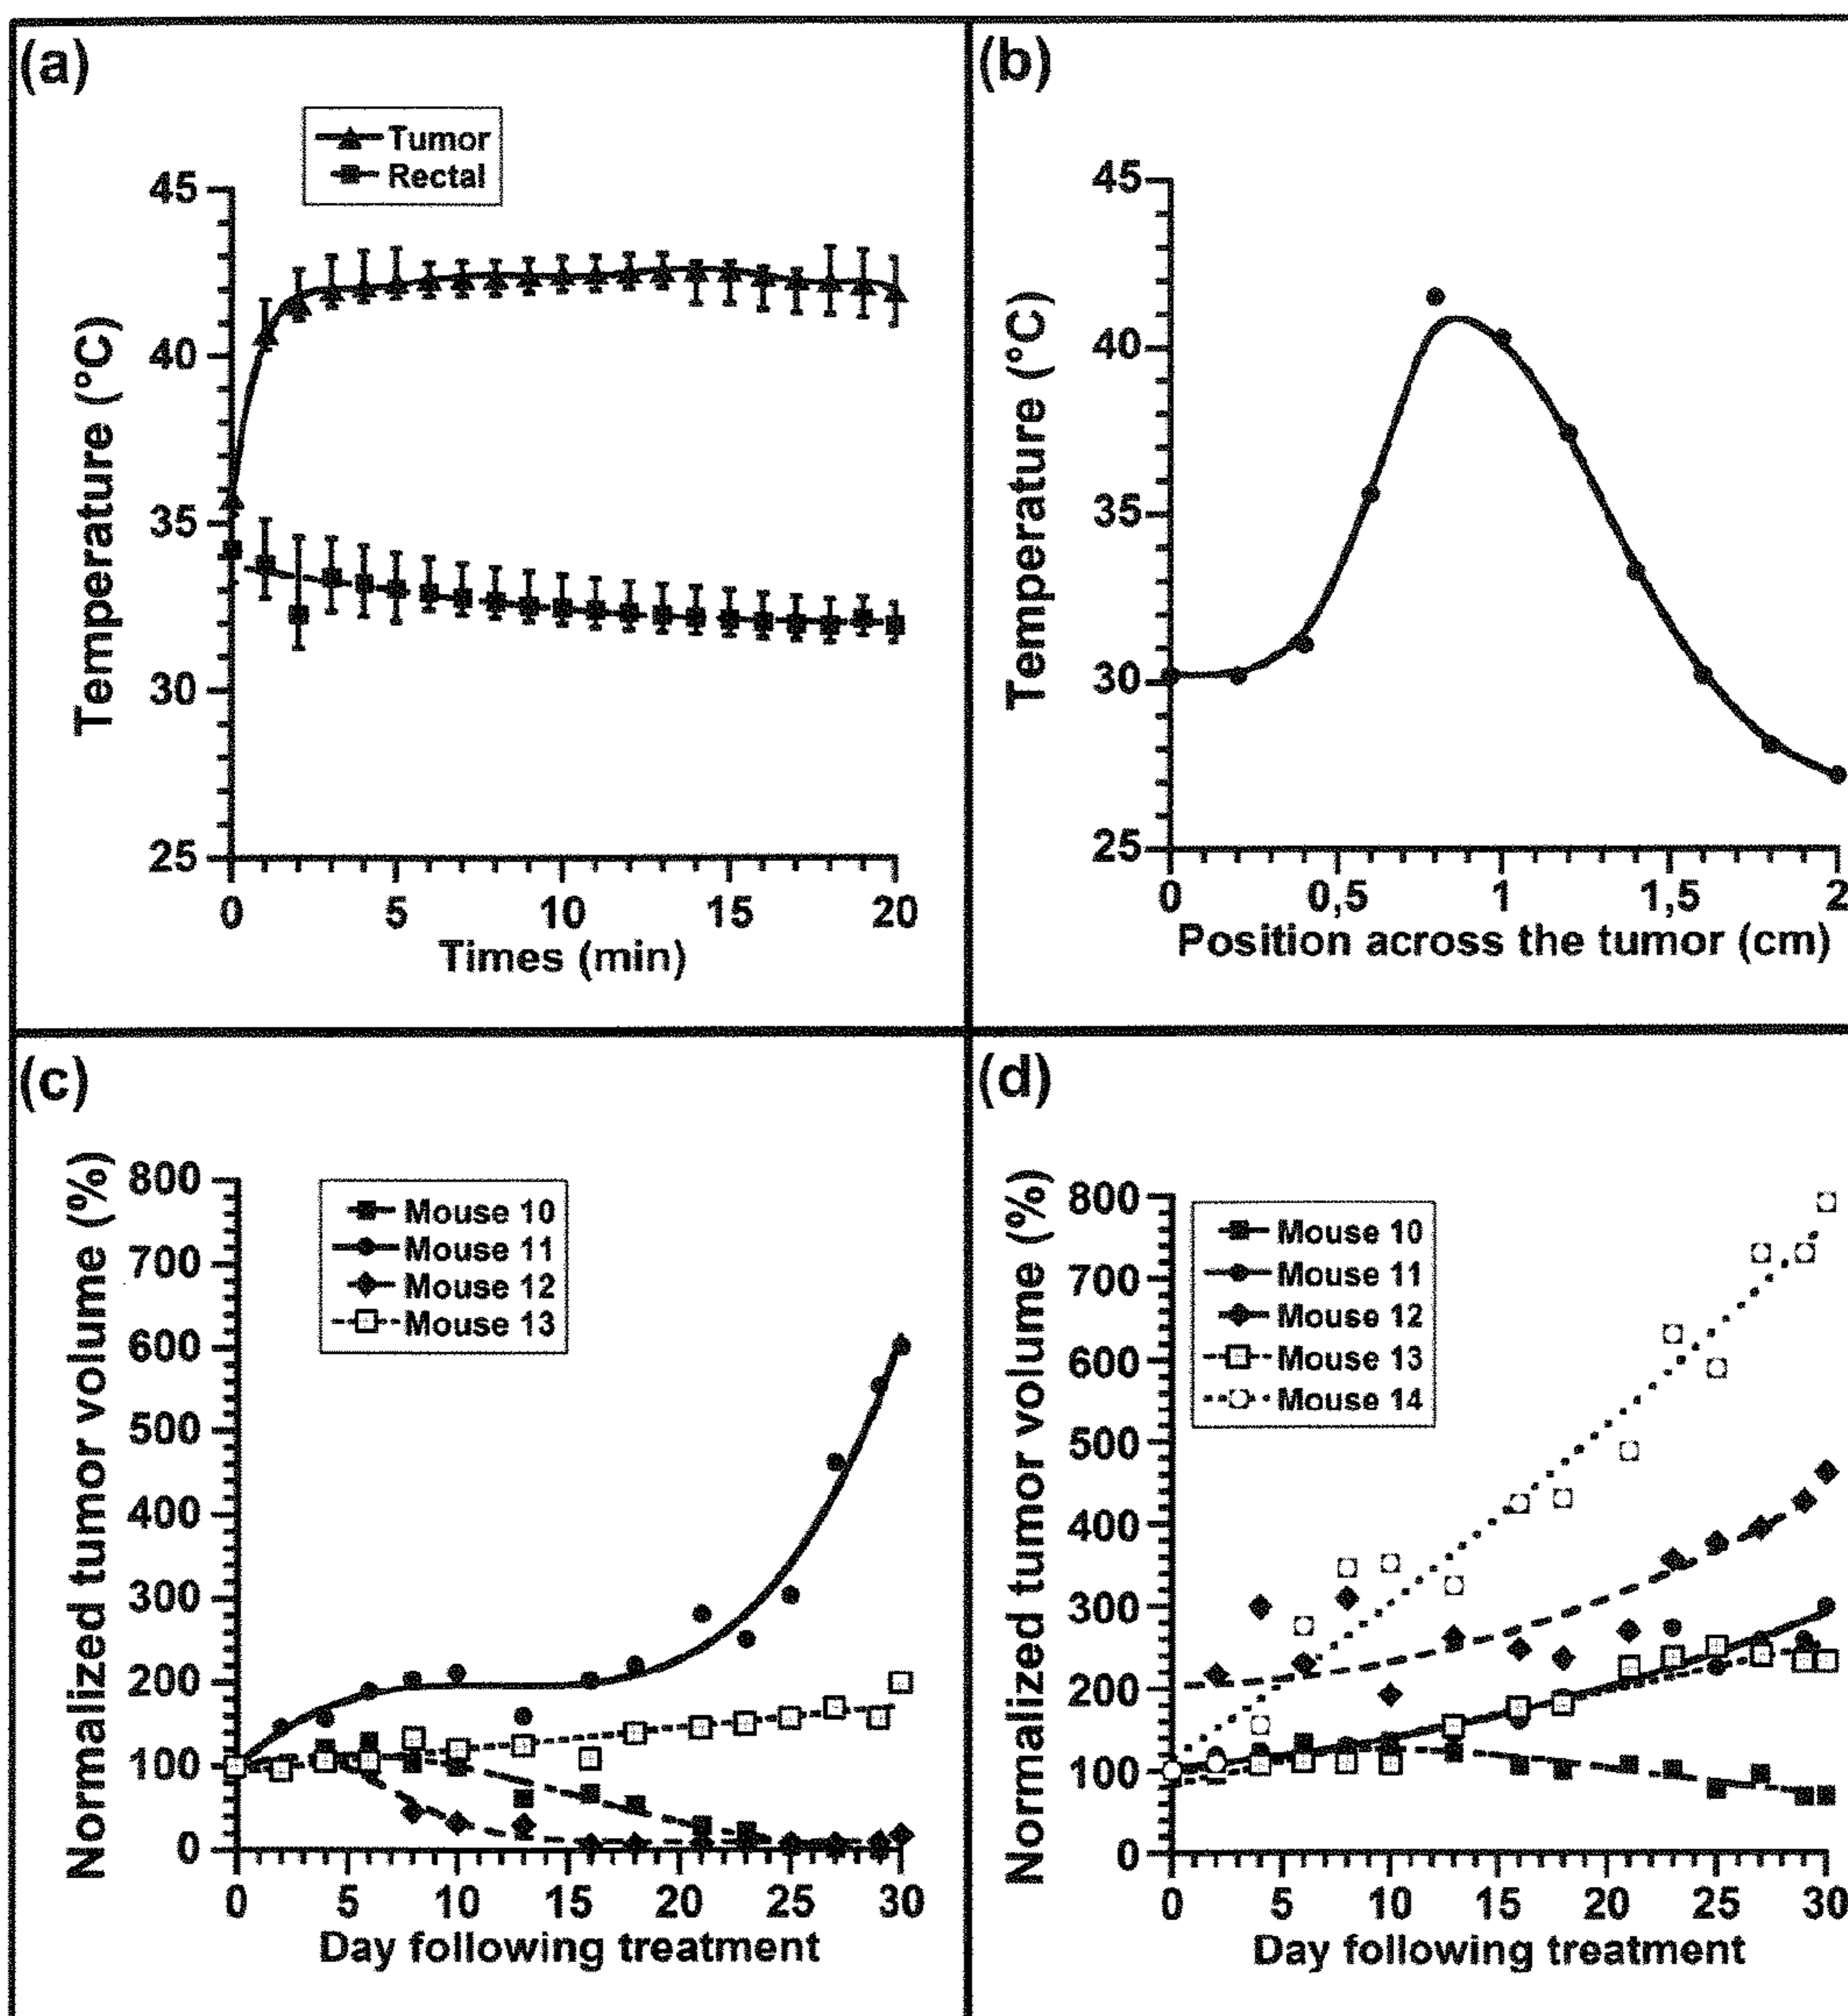 (a)
Tumor
Rectal
45
40
35
30
25
Temperature (°C)
0 5 10 15 20
Times (min)
(b)
45
40
35
30
25
Temperature (°C)
0 0,5 1 1,5 2
Position across the tumor (cm)
(c)
Mouse 10
Mouse 11
Mouse 12
Mouse 13
800
700
600
500
400
300
200
100
0
Normalized tumor volume (%)
0 5 10 15 20 25 30
Day following treatment
(d)
Mouse 10
Mouse 11
Mouse 12
Mouse 13
Mouse 14
800
700
600
500
400
300
200
100
0
Normalized tumor volume (%)
0 5 10 15 20 25 30
Day following treatment